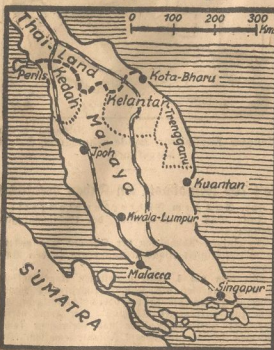 0 100 200 300
Km.
Thai-Land
Perlis
Kedah
Kota-Bharu
Kelantan
Trengganu
Malaya
Jpoh
Kuantan
Kwala-Lumpur
Malacca
Singapur
SUMATRA